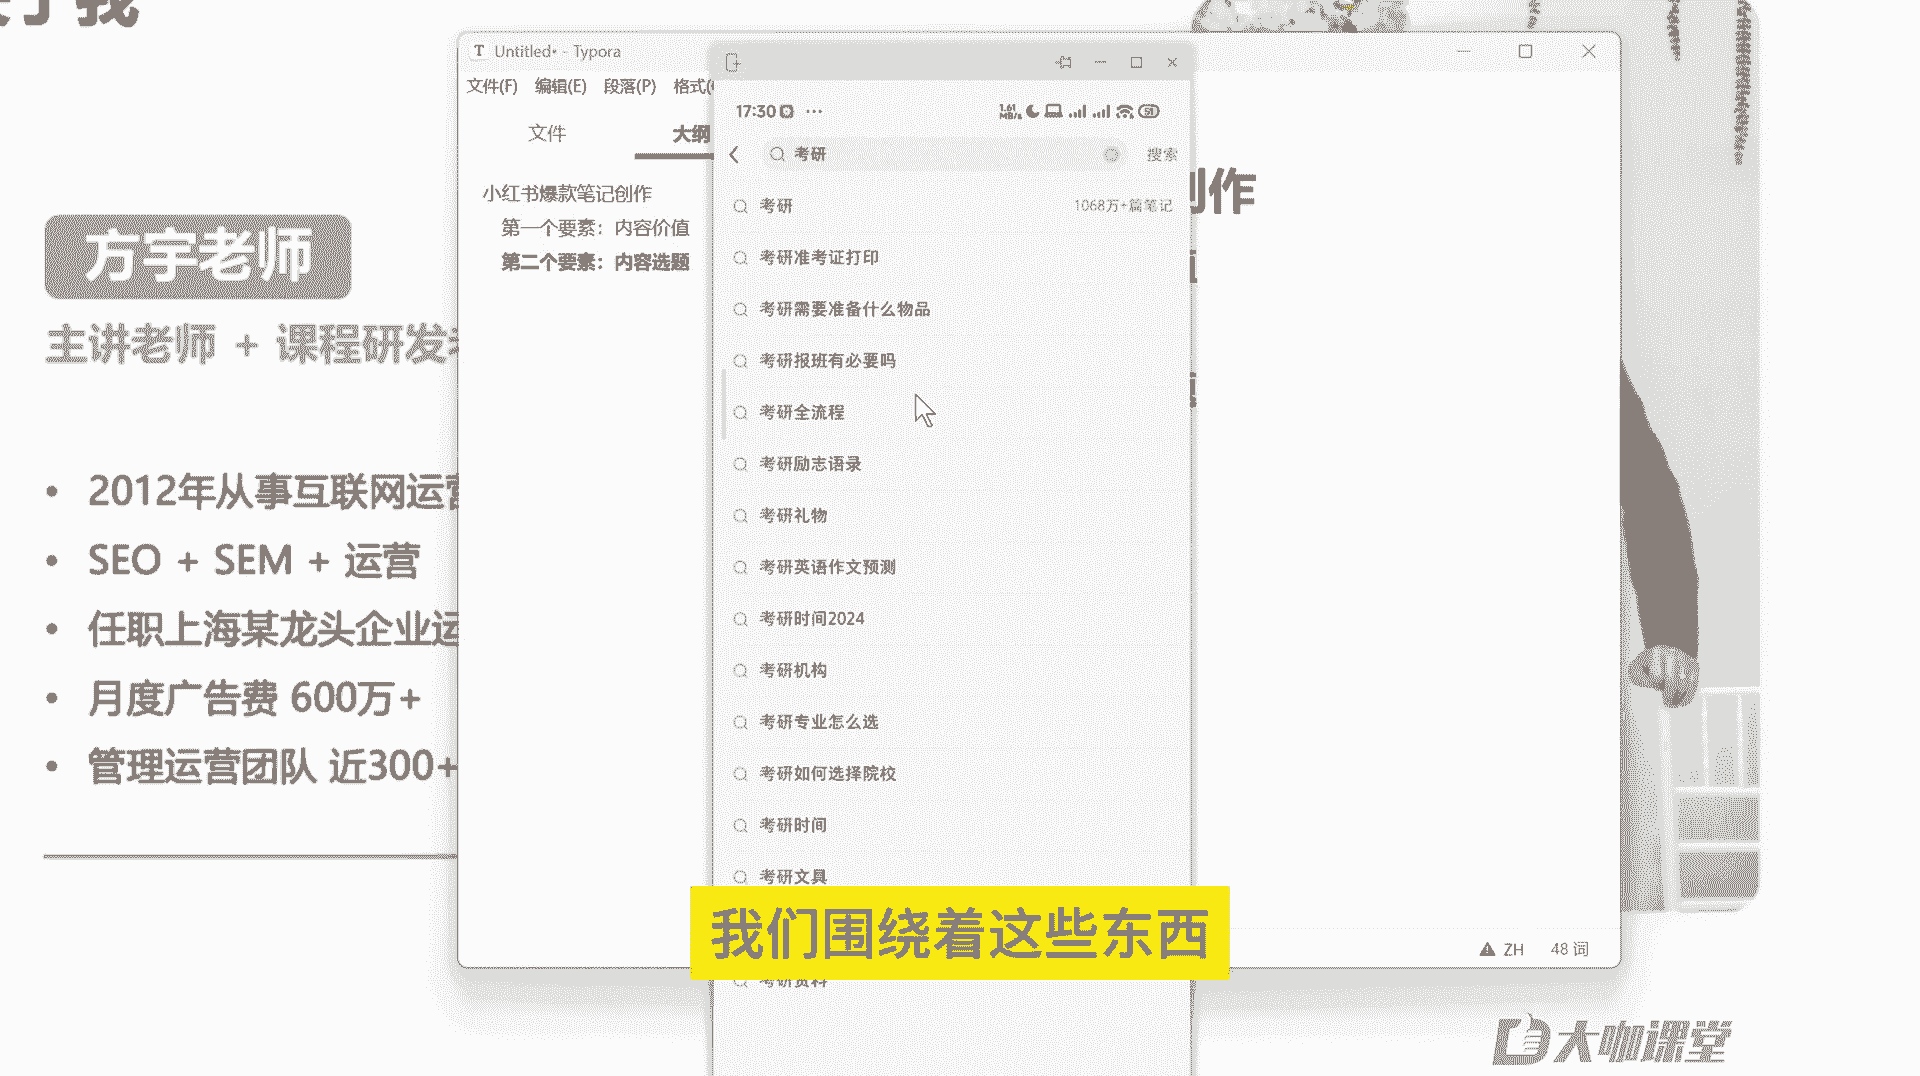 我
方宇老师
主讲老师 + 课程研发
2012年从事互联网运营
SEO + SEM + 运营
任职上海某龙头企业运
月度广告费 600万+
管理运营团队 近300+
Untitled• - Typora
文件(F) 编辑(E) 段落(P) 格式(
文件 大纲
小红书爆款笔记创作
第一个要素：内容价值
第二个要素：内容选题
17:30
1.61 MB/s
91
考研
搜索
考研 1068万+篇笔记
考研准考证打印
考研需要准备什么物品
考研报班有必要吗
考研全流程
考研励志语录
考研礼物
考研英语作文预测
考研时间2024
考研机构
考研专业怎么选
考研如何选择院校
考研时间
考研文具
考研资料
创作
我们围绕着这些东西
ZH 48 词
大咖课堂